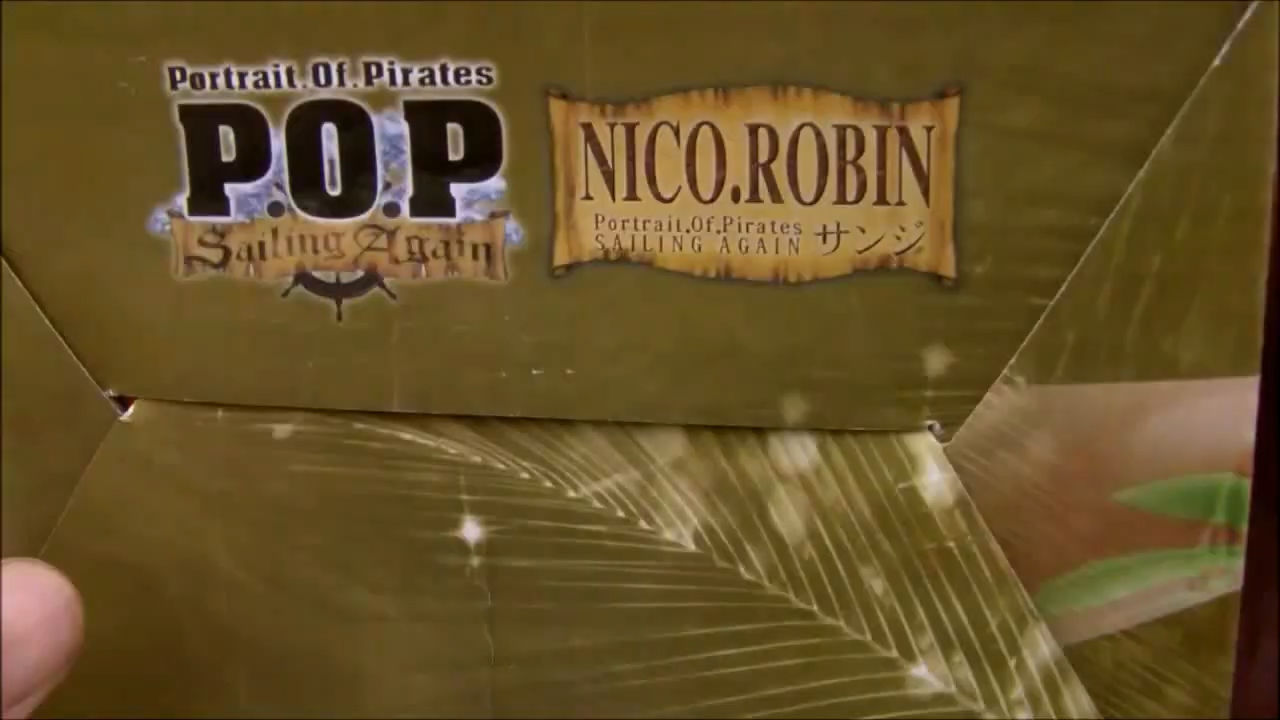 Portrait.Of.Pirates
P.O.P
Sailing Again
NICO.ROBIN
Portrait.Of.Pirates
SAILING AGAIN サンジ